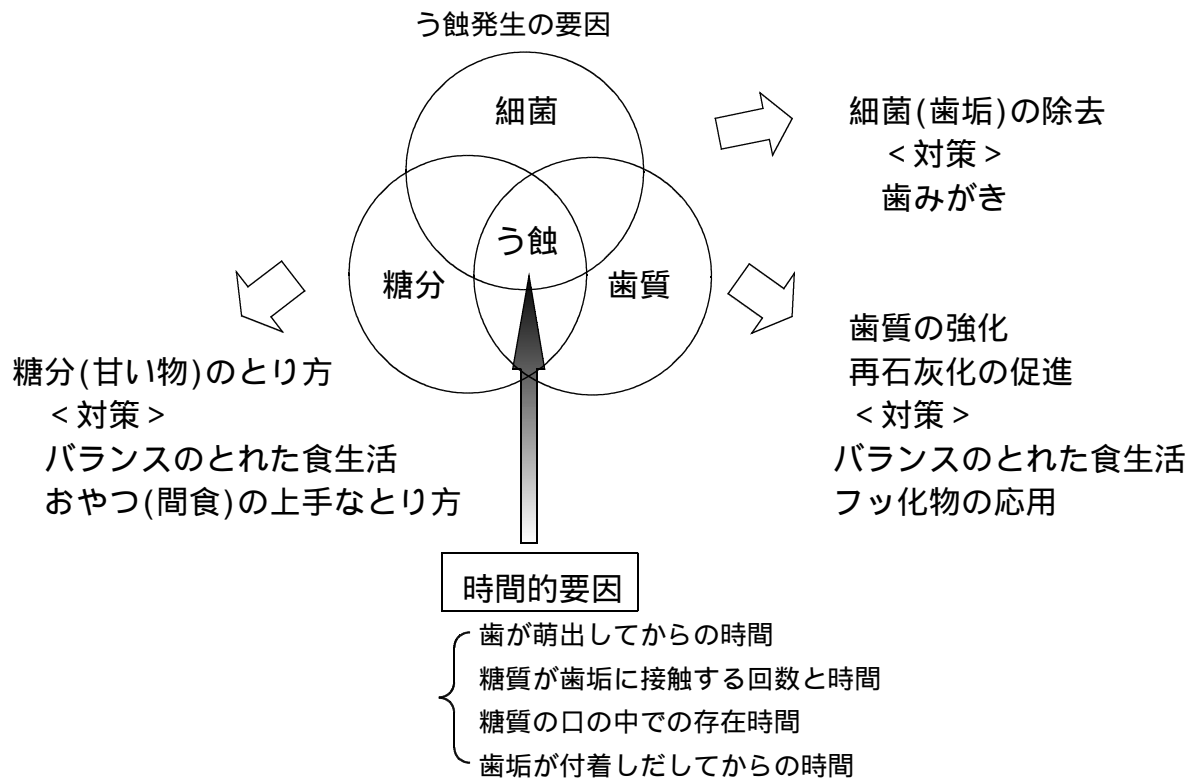 う蝕発生の要因
細菌
う蝕
糖分
歯質
細菌(歯垢)の除去
<対策>
歯みがき
歯質の強化
再石灰化の促進
<対策>
バランスのとれた食生活
フッ化物の応用
糖分(甘い物)のとり方
<対策>
バランスのとれた食生活
おやつ(間食)の上手なとり方
時間的要因
歯が萌出してからの時間
糖質が歯垢に接触する回数と時間
糖質の口の中での存在時間
歯垢が付着しだしてからの時間